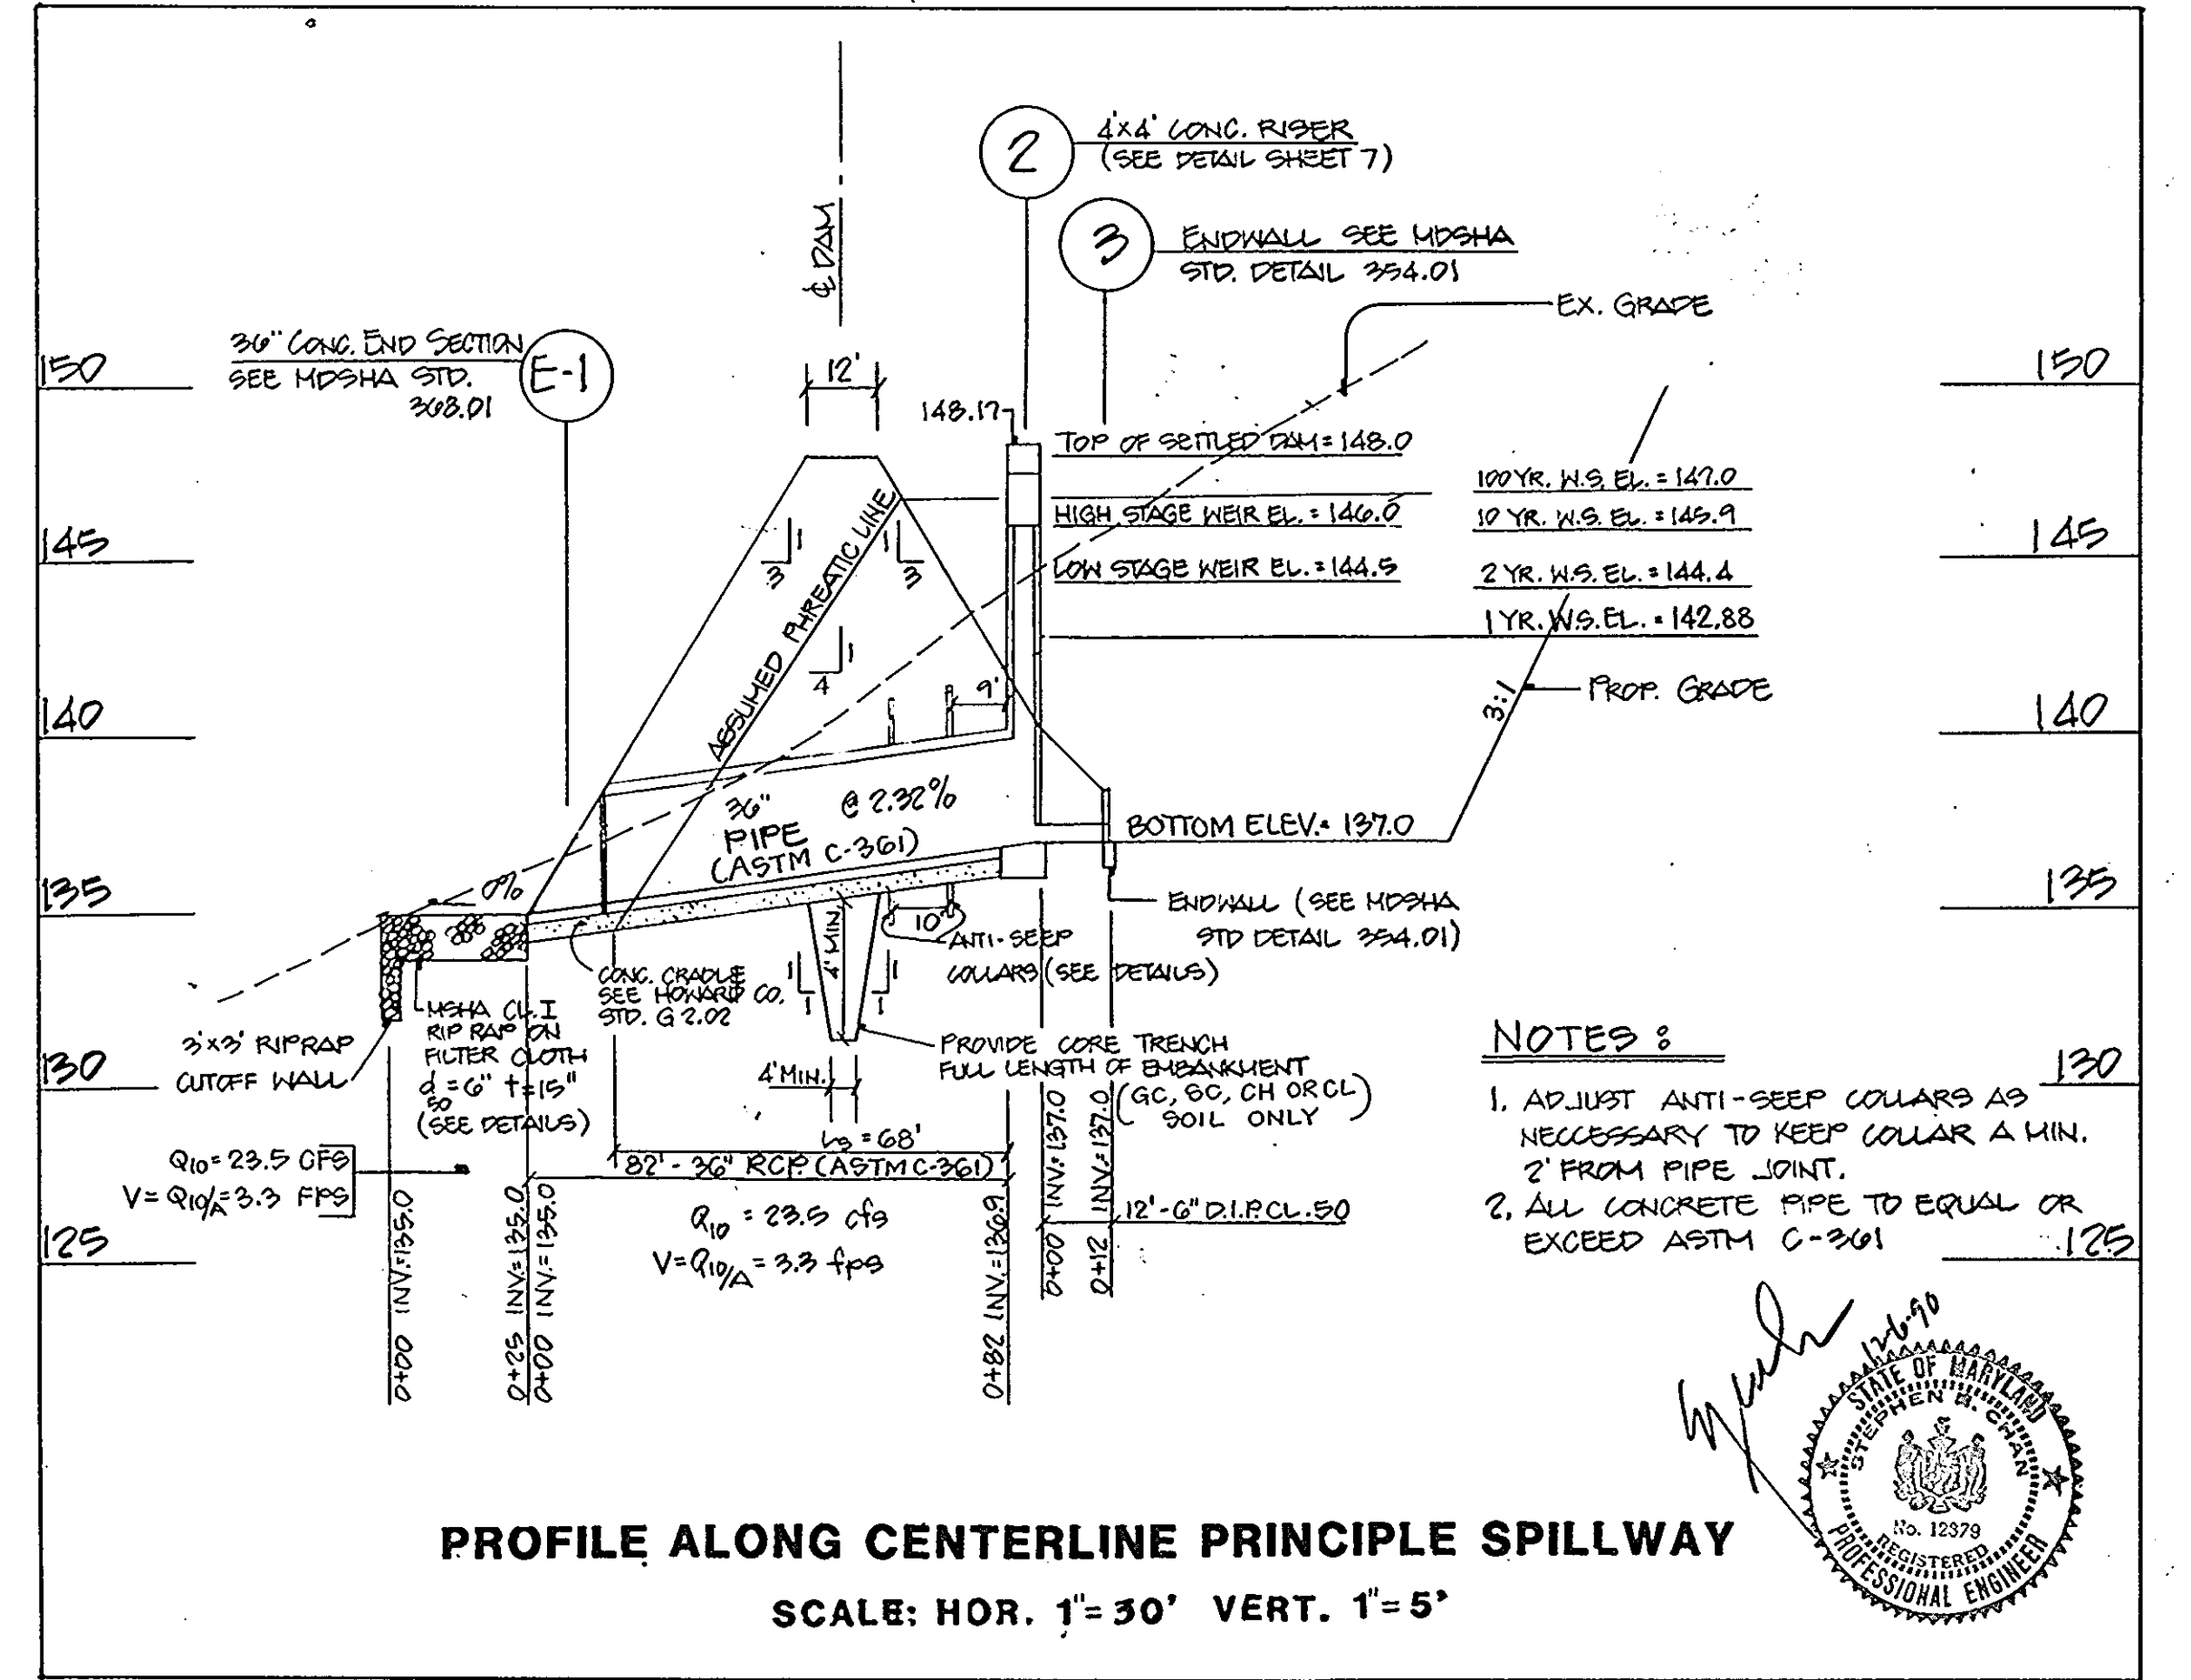 2
4'x4' CONC. RISER
(SEE DETAIL SHEET 7)
3
ENDWALL SEE MDSHA
STD. DETAIL 354.01
℄ DAM
EX. GRADE
36" CONC. END SECTION
SEE MDSHA STD.
368.01
E-1
12'
148.17
150
150
TOP OF SETTLED DAM = 148.0
100 YR. W.S. EL. = 147.0
HIGH STAGE WEIR EL. = 146.0
10 YR. W.S. EL. = 145.9
145
145
LOW STAGE WEIR EL. = 144.5
2 YR. W.S. EL. = 144.4
1 YR. W.S. EL. = 142.88
1
3
1
3
ASSUMED PHREATIC LINE
1
4
9'
3:1
PROP. GRADE
140
140
36" @ 2.32%
PIPE
(ASTM C-361)
BOTTOM ELEV. = 137.0
135
135
0%
ENDWALL (SEE MDSHA
STD DETAIL 354.01)
10'
ANTI-SEEP
COLLARS (SEE DETAILS)
4' MIN.
1
1
1
1
CONC. CRADLE
SEE HOWARD CO.
STD. G 2.02
MSHA CL. I
RIP RAP ON
FILTER CLOTH
d50 = 6" t = 15"
(SEE DETAILS)
3'x3' RIPRAP
CUTOFF WALL
130
130
PROVIDE CORE TRENCH
FULL LENGTH OF EMBANKMENT
(GC, SC, CH OR CL)
SOIL ONLY
4' MIN.
Ls = 68'
82' - 36" RCP. (ASTM C-361)
Q10 = 23.5 CFS
V = Q10/A = 3.3 FPS
Q10 = 23.5 cfs
V = Q10/A = 3.3 fps
12' - 6" D.I.P. CL. 50
125
125
0+00 INV. = 135.0
0+25 INV. = 135.0
0+00 INV. = 135.0
0+82 INV. = 136.9
0+00 INV. = 137.0
0+12 INV. = 137.0
NOTES :
1. ADJUST ANTI-SEEP COLLARS AS
NECCESSARY TO KEEP COLLAR A MIN.
2' FROM PIPE JOINT.
2. ALL CONCRETE PIPE TO EQUAL OR
EXCEED ASTM C-361
12-6-90
STATE OF MARYLAND
STEPHEN B. CHAN
No. 12379
REGISTERED
PROFESSIONAL ENGINEER
PROFILE ALONG CENTERLINE PRINCIPLE SPILLWAY
SCALE: HOR. 1"= 30' VERT. 1"= 5'